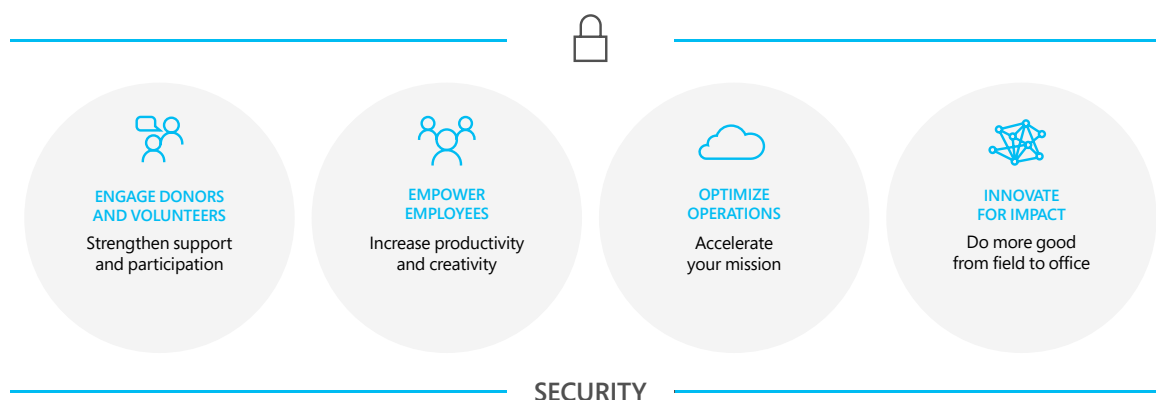 ENGAGE DONORS
AND VOLUNTEERS
Strengthen support
and participation
EMPOWER
EMPLOYEES
Increase productivity
and creativity
OPTIMIZE
OPERATIONS
Accelerate
your mission
INNOVATE
FOR IMPACT
Do more good
from field to office
SECURITY